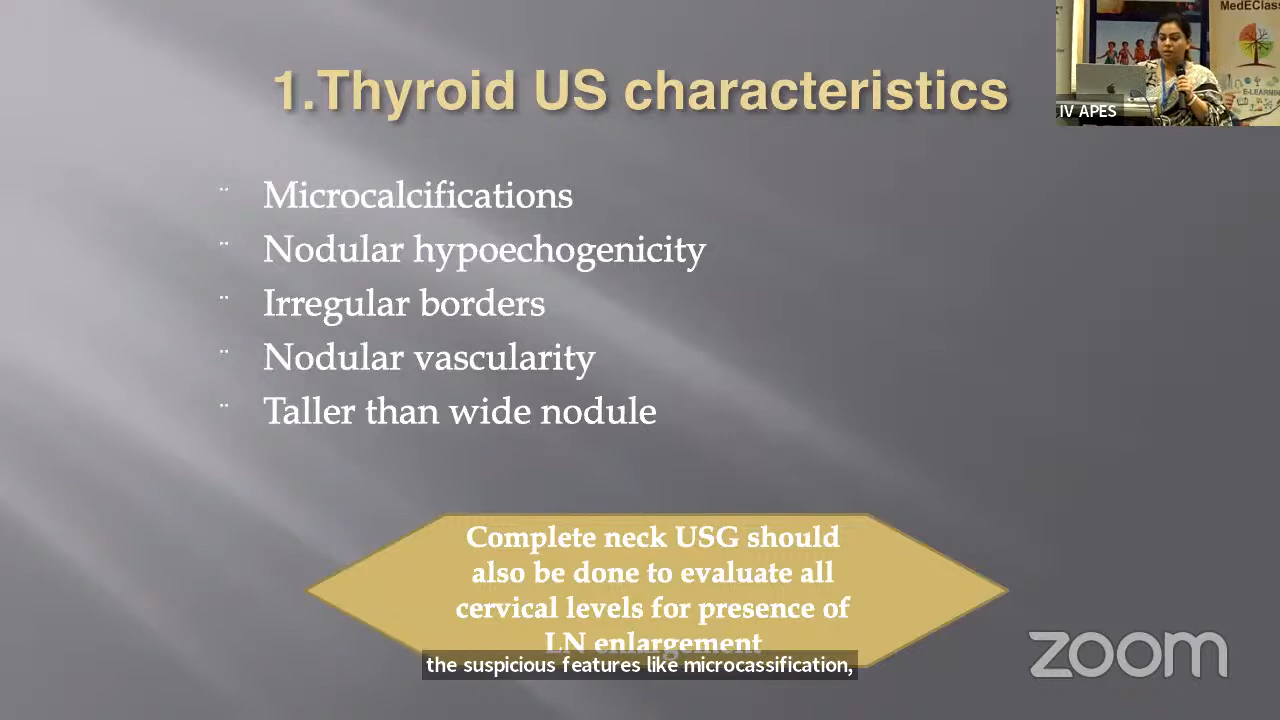 MedEClass
E-LEARNING
IV APES
1.Thyroid US characteristics
¨ Microcalcifications
¨ Nodular hypoechogenicity
¨ Irregular borders
¨ Nodular vascularity
¨ Taller than wide nodule
Complete neck USG should
also be done to evaluate all
cervical levels for presence of
LN enlargement
the suspicious features like microcassification,
zoom